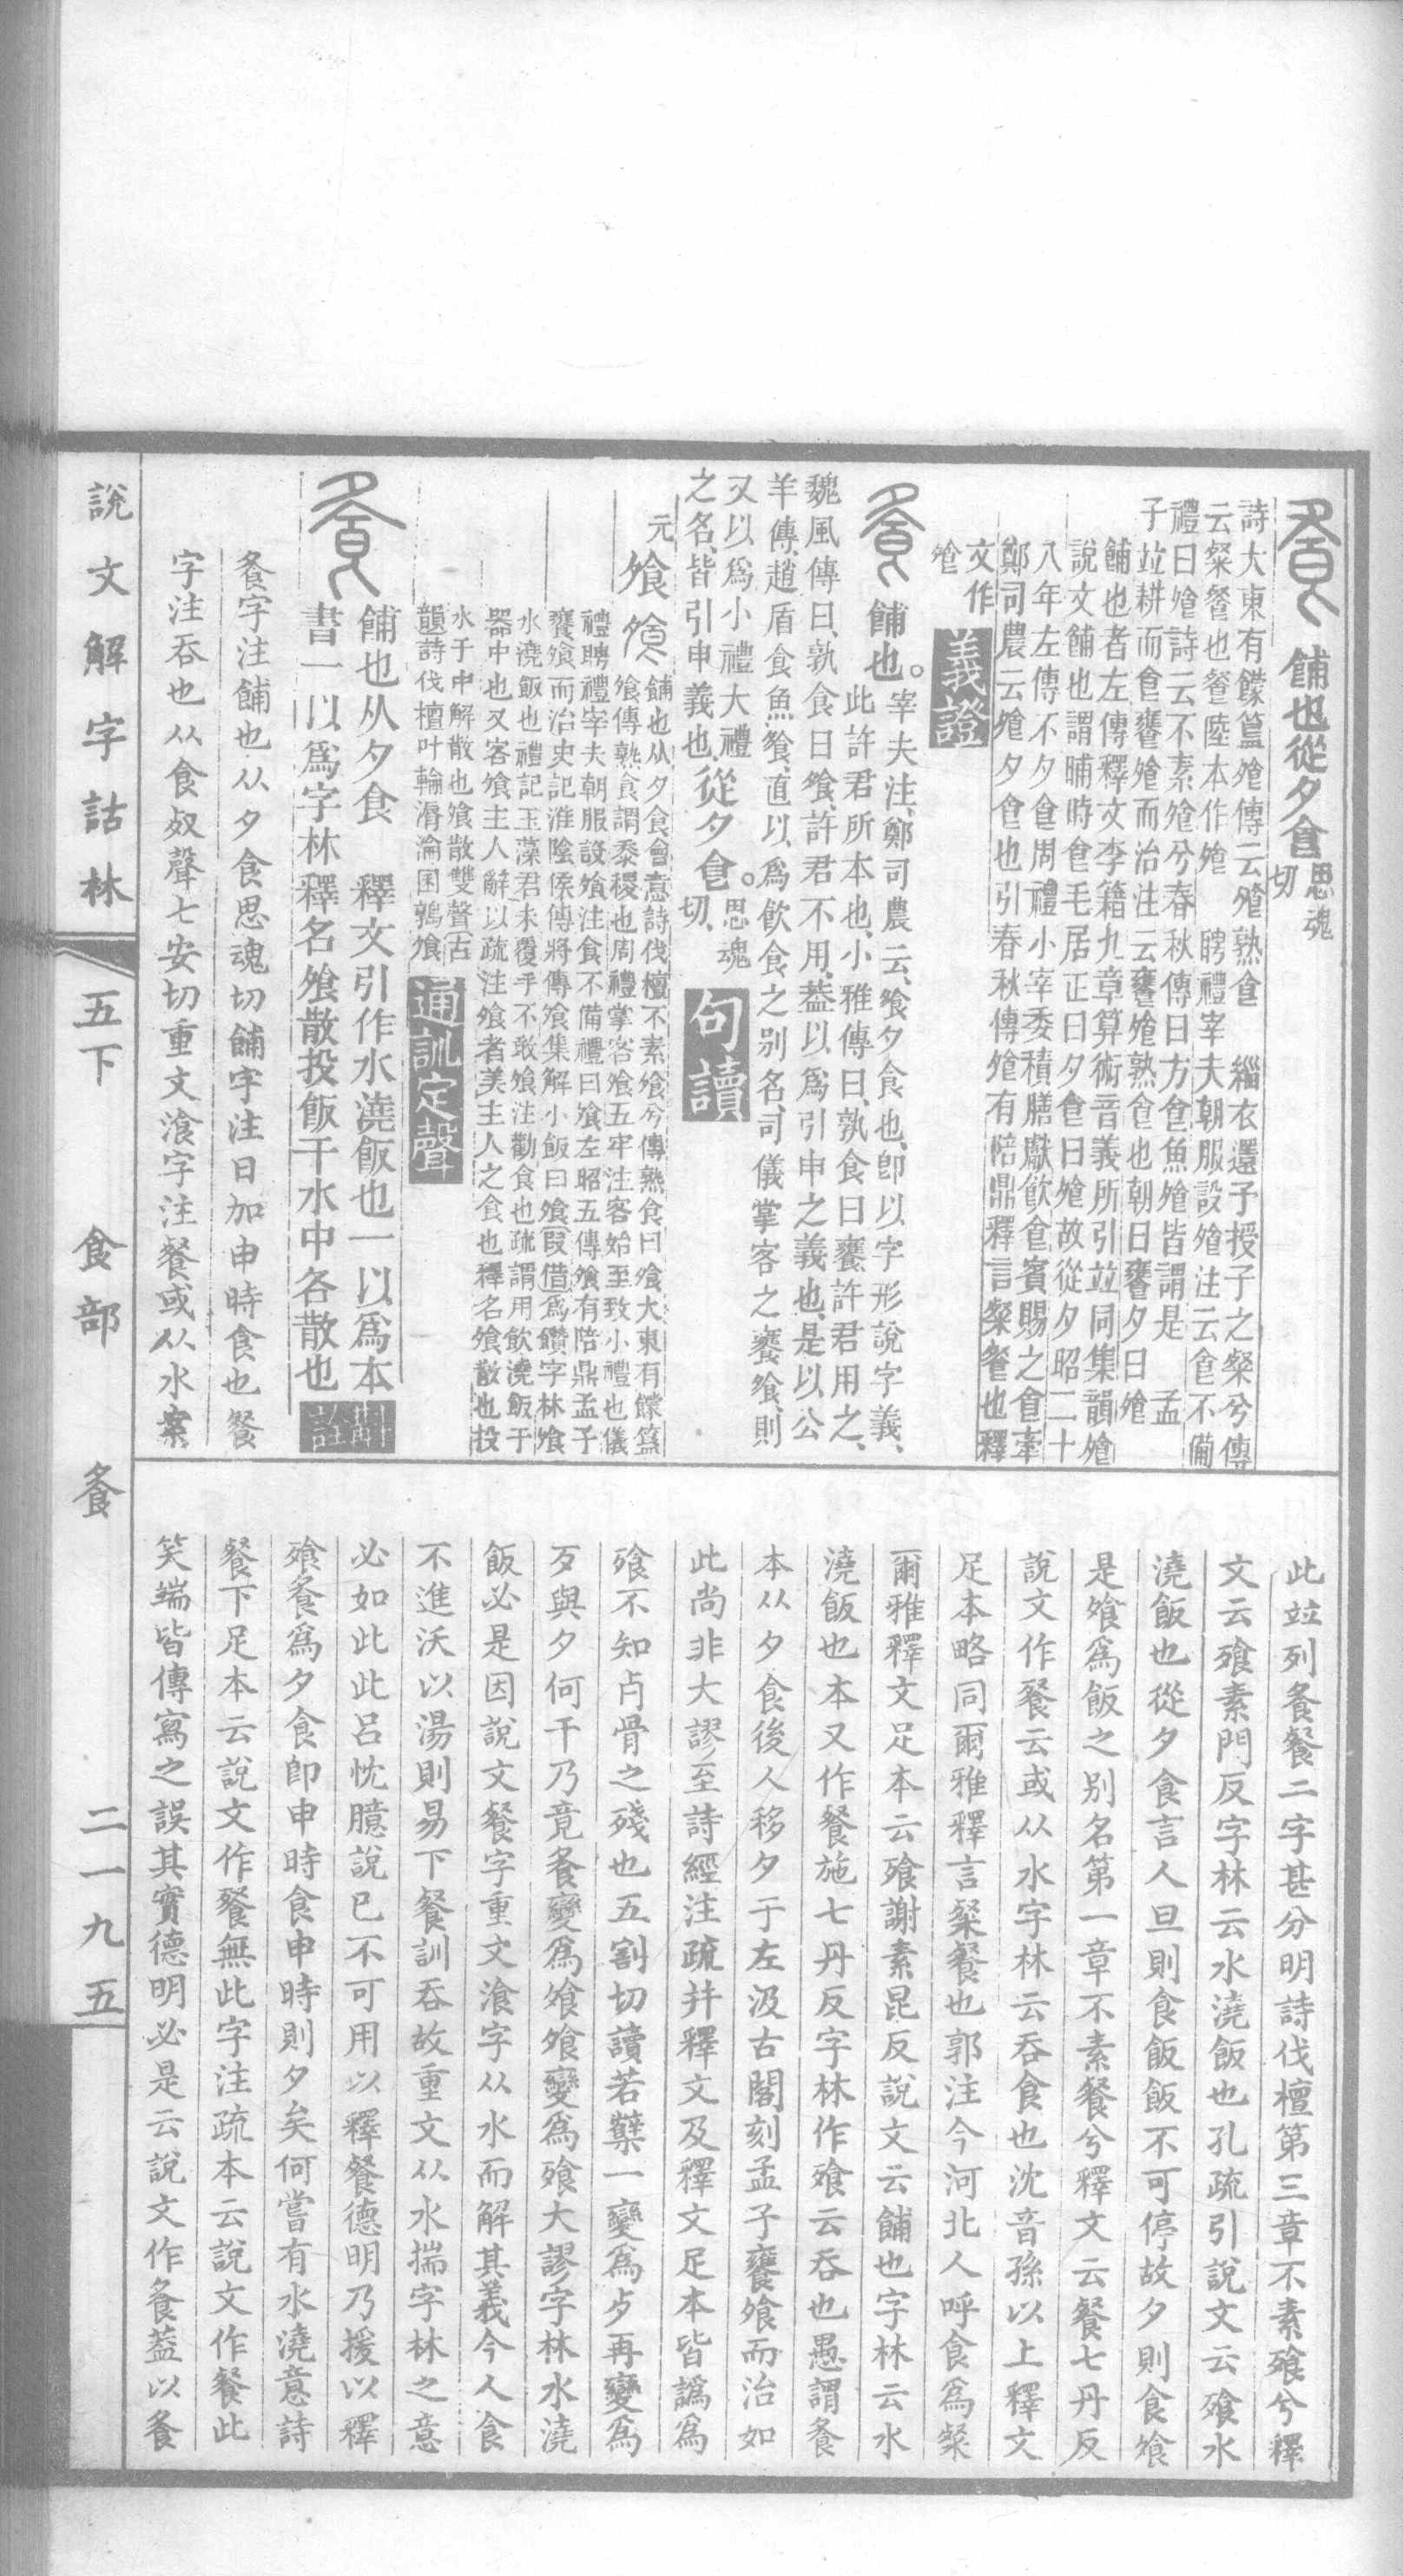 餔也從夕食思魂切
詩大東有饛簋飧傳云飧熟食　緇衣還予授子之粲兮傳
云粲餐也餐陸本作飧　聘禮宰夫朝服設飧注云食不備
禮曰飧詩云不素飧兮春秋傳曰方食魚飧皆謂是　孟
子竝耕而食饔飧而治注云饔飧熟食也朝曰饔夕曰飧
餔也者左傳釋文李籍九章算術音義所引竝同集韻飧
說文餔也謂晡時食毛居正曰夕食曰飧故從夕昭二十
八年左傳不夕食周禮小宰委積膳獻飲食賓賜之食牽
鄭司農云飧夕食也引春秋傳飧有陪鼎釋言粲餐也釋
文作飧
義證
餔也。宰夫注、鄭司農云、飧夕食也、卽以字形說字義、
此許君所本也、小雅傳曰、孰食曰饔、許君用之、
魏風傳曰、孰食曰飧、許君不用、葢以爲引申之義也、是以公
羊傳、趙盾食魚飧、直以爲飲食之別名、司儀掌客之饔飧、則
又以爲小禮大禮
之名、皆引申義也、從夕食。思魂切、
句讀
元飧餔也从夕食會意詩伐檀不素飧兮傳熟食曰飧大東有饛簋
飧傳熟食謂黍稷也周禮掌客飧五牢注客始至致小禮也儀
禮聘禮宰夫朝服設飧注食不備禮曰飧左昭五傳飧有陪鼎孟子
饔飧而治史記淮陰侯傳將傳飧集解小飯曰飧叚借爲饡字林飧
水澆飯也禮記玉藻君未覆手不敢飧注勸食也疏謂用飲澆飯于
器中也又客飧主人辭以疏注飧者美主人之食也釋名飧散也投
水于中解散也飧散雙聲古
韻詩伐檀叶輪漘淪囷鶉飧
通訓定聲
餔也从夕食　釋文引作水澆飯也一以爲本
書一以爲字林釋名飧散投飯于水中各散也
斠詮
飧字注餔也从夕食思魂切餔字注日加申時食也餐
字注吞也从食奴聲七安切重文湌字注餐或从水案
此竝列飧餐二字甚分明詩伐檀第三章不素飱兮釋
文云飱素門反字林云水澆飯也孔疏引說文云飱水
澆飯也從夕食言人旦則食飯飯不可停故夕則食飧
是飧爲飯之別名第一章不素餐兮釋文云餐七丹反
說文作餐云或从水字林云吞食也沈音孫以上釋文
足本略同爾雅釋言粲餐也郭注今河北人呼食爲粲
爾雅釋文足本云飱謝素昆反說文云餔也字林云水
澆飯也本又作餐施七丹反字林作飱云吞也愚謂飧
本从夕食後人移夕于左汲古閣刻孟子饔飧而治如
此尚非大謬至詩經注疏幷釋文及釋文足本皆譌爲
飱不知歺骨之殘也五割切讀若櫱一變爲歺再變爲
歹與夕何干乃竟飧變爲飧飧變爲飱大謬字林水澆
飯必是因說文餐字重文湌字从水而解其義今人食
不進沃以湯則易下餐訓吞故重文从水揣字林之意
必如此此呂忱臆說已不可用以釋餐德明乃援以釋
飱飧爲夕食卽申時食申時則夕矣何嘗有水澆意詩
餐下足本云說文作餐無此字注疏本云說文作餐此
笑端皆傳寫之誤其實德明必是云說文作飧葢以飧
說文解字詁林
五下
食部
飧
二一九五